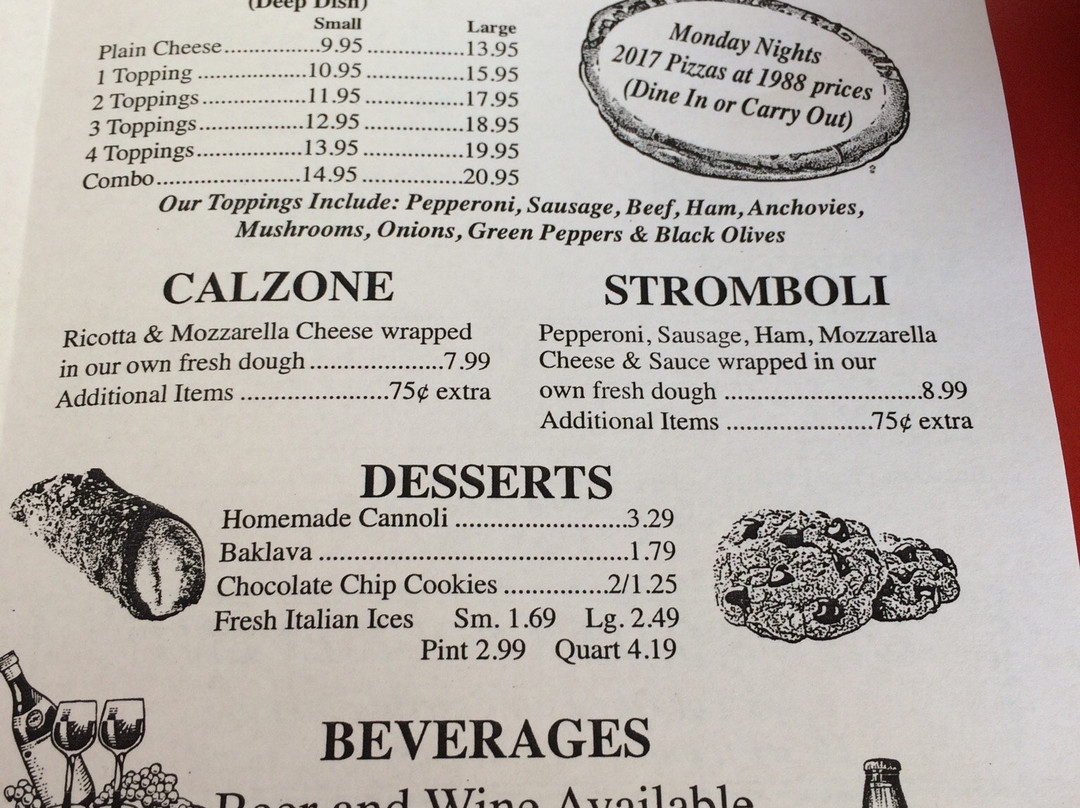 (Deep Dish)
Small Large
Plain Cheese.....................9.95......................13.95
1 Topping ........................10.95......................15.95
2 Toppings.......................11.95......................17.95
3 Toppings.......................12.95......................18.95
4 Toppings.......................13.95......................19.95
Combo..............................14.95......................20.95
Our Toppings Include: Pepperoni, Sausage, Beef, Ham, Anchovies,
Mushrooms, Onions, Green Peppers & Black Olives
Monday Nights
2017 Pizzas at 1988 prices
(Dine In or Carry Out)
CALZONE
Ricotta & Mozzarella Cheese wrapped
in our own fresh dough .....................7.99
Additional Items .......................75¢ extra
STROMBOLI
Pepperoni, Sausage, Ham, Mozzarella
Cheese & Sauce wrapped in our
own fresh dough ................................8.99
Additional Items .......................75¢ extra
DESSERTS
Homemade Cannoli ...........................3.29
Baklava ................................................1.79
Chocolate Chip Cookies ................2/1.25
Fresh Italian Ices Sm. 1.69 Lg. 2.49
Pint 2.99 Quart 4.19
BEVERAGES
Beer and Wine Available